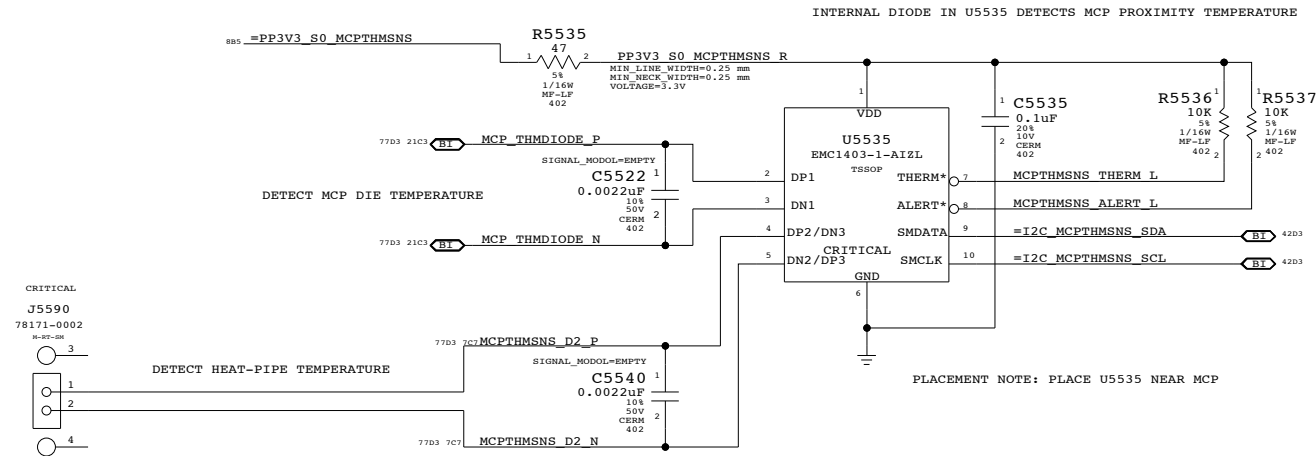 INTERNAL DIODE IN U5535 DETECTS MCP PROXIMITY TEMPERATURE
8B5 =PP3V3_S0_MCPTHMSNS
R5535
47
1 2
5%
1/16W
MF-LF
402
PP3V3_S0_MCPTHMSNS_R
MIN_LINE_WIDTH=0.25 mm
MIN_NECK_WIDTH=0.25 mm
VOLTAGE=3.3V
1
VDD
U5535
EMC1403-1-AIZL
TSSOP
C5535
0.1uF
20%
10V
CERM
402
1
2
R5536
10K
5%
1/16W
MF-LF
402
1
2
R5537
10K
5%
1/16W
MF-LF
402
1
2
77D3 21C3 BI MCP_THMDIODE_P
SIGNAL_MODOL=EMPTY
C5522
0.0022uF
10%
50V
CERM
402
1
2
DETECT MCP DIE TEMPERATURE
77D3 21C3 BI MCP_THMDIODE_N
2 DP1
3 DN1
4 DP2/DN3
5 DN2/DP3
THERM* 7 MCPTHMSNS_THERM_L
ALERT* 8 MCPTHMSNS_ALERT_L
SMDATA 9 =I2C_MCPTHMSNS_SDA BI 42D3
CRITICAL
SMCLK 10 =I2C_MCPTHMSNS_SCL BI 42D3
GND
6
CRITICAL
J5590
78171-0002
M-RT-SM
3
1
2
4
DETECT HEAT-PIPE TEMPERATURE
77D3 7C7 MCPTHMSNS_D2_P
SIGNAL_MODOL=EMPTY
C5540
0.0022uF
10%
50V
CERM
402
1
2
77D3 7C7 MCPTHMSNS_D2_N
PLACEMENT NOTE: PLACE U5535 NEAR MCP